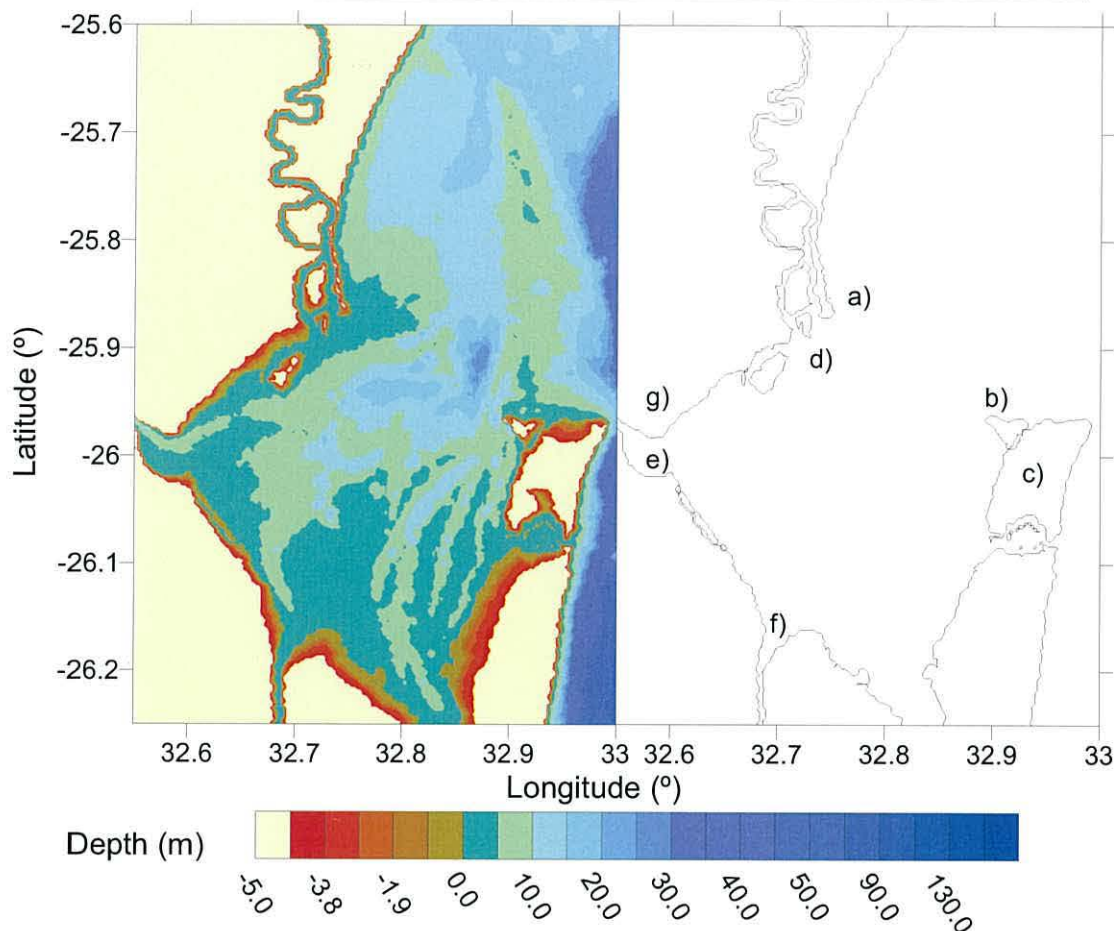 -25.6
-25.7
-25.8
-25.9
-26
-26.1
-26.2
Latitude (º)
a)
d)
g)
b)
e)
c)
f)
32.6 32.7 32.8 32.9 33 32.6 32.7 32.8 32.9 33
Longitude (º)
Depth (m)
-5.0 -3.8 -1.9 0.0 10.0 20.0 30.0 50.0 90.0 130.0